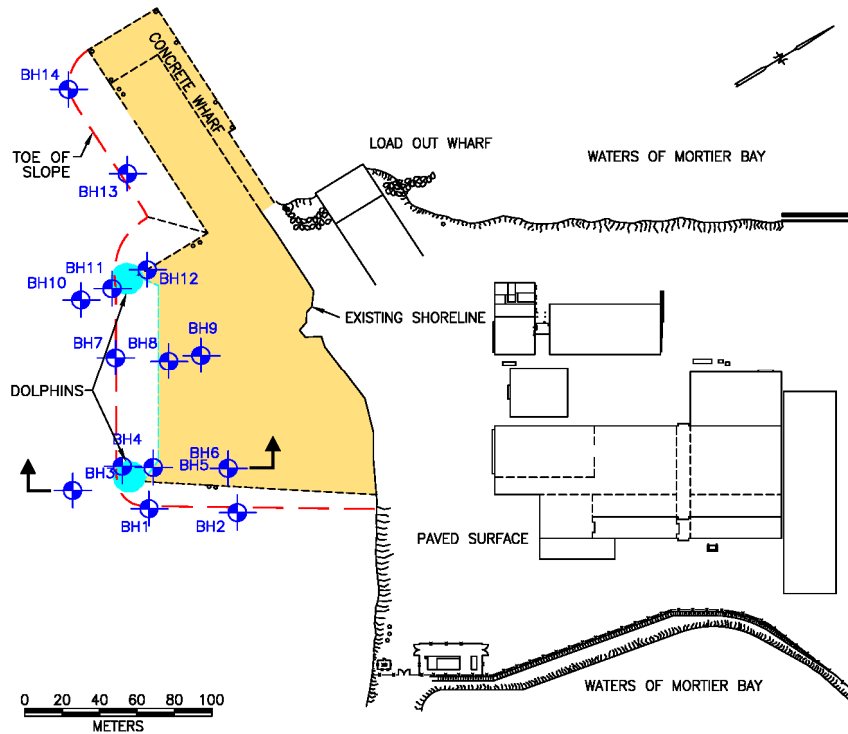 BH14
CONCRETE WHARF
LOAD OUT WHARF
WATERS OF MORTIER BAY
TOE OF
SLOPE
BH13
BH11
BH10
BH12
EXISTING SHORELINE
BH7
BH8
BH9
DOLPHINS
BH4
BH6
BH3
BH5
BH1
BH2
PAVED SURFACE
WATERS OF MORTIER BAY
0 20 40 60 80 100
METERS